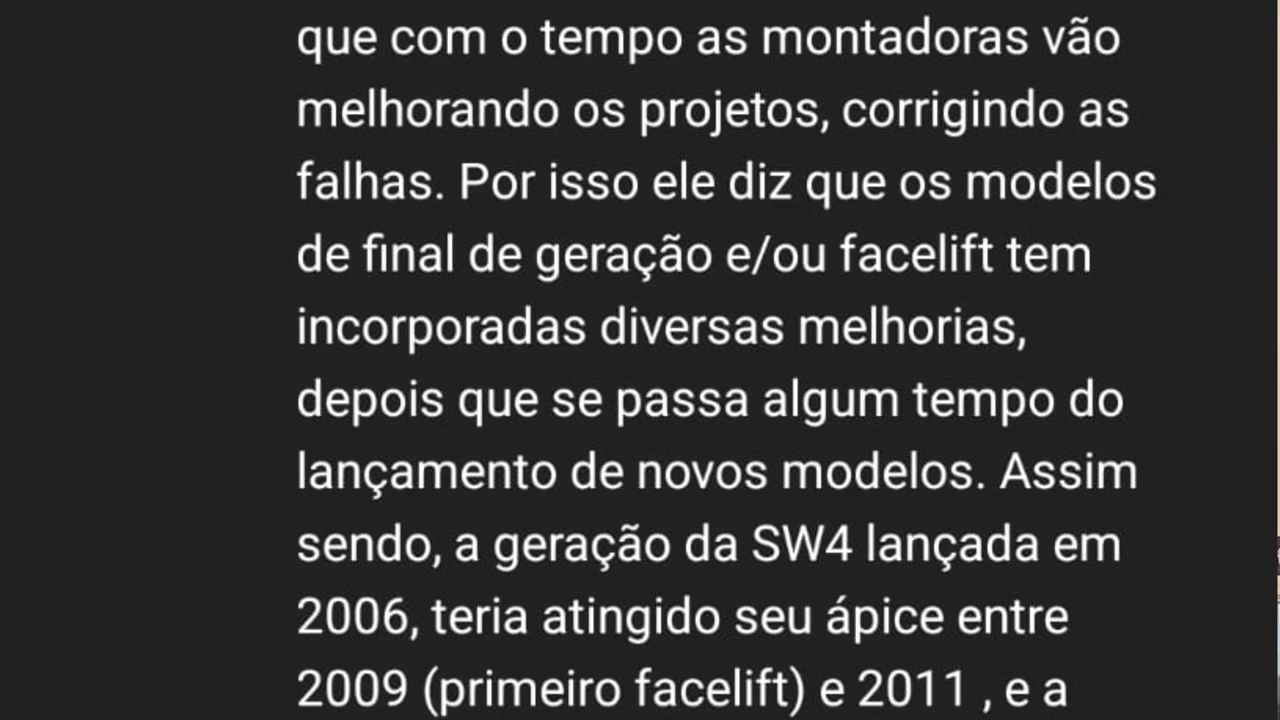 que com o tempo as montadoras vão
melhorando os projetos, corrigindo as
falhas. Por isso ele diz que os modelos
de final de geração e/ou facelift tem
incorporadas diversas melhorias,
depois que se passa algum tempo do
lançamento de novos modelos. Assim
sendo, a geração da SW4 lançada em
2006, teria atingido seu ápice entre
2009 (primeiro facelift) e 2011 , e a